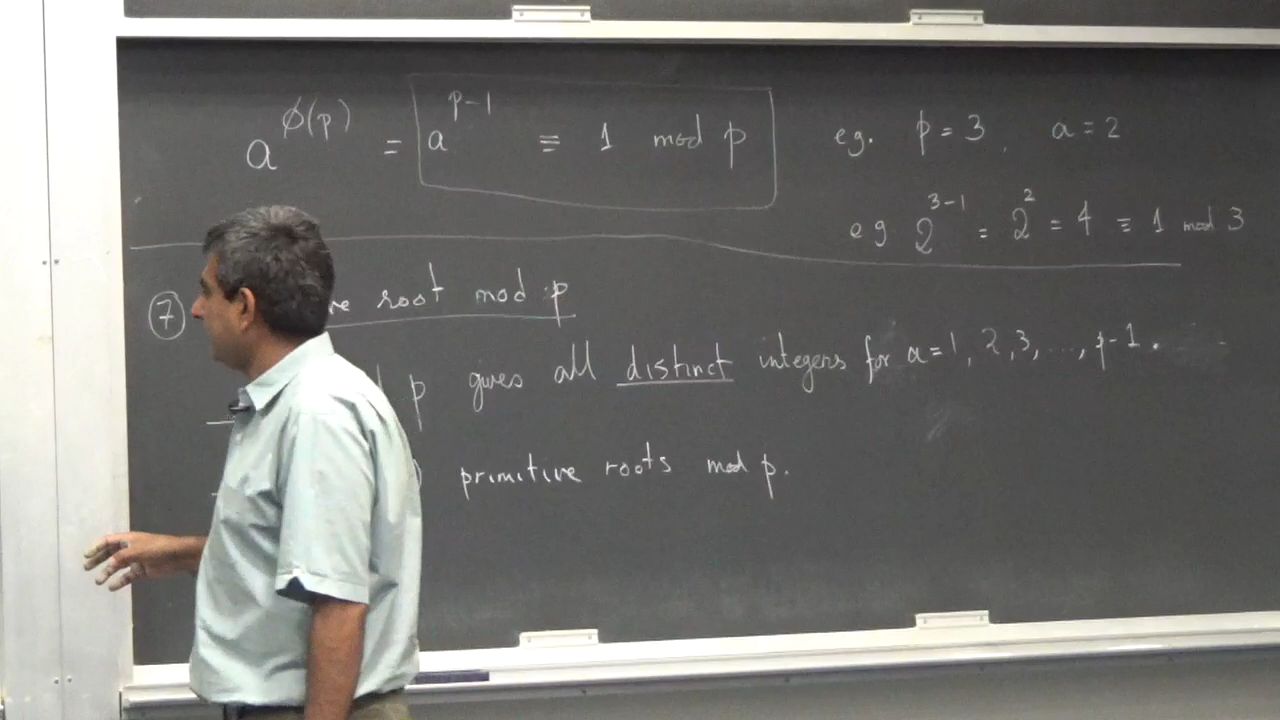 a^ϕ(p) = a^p-1 ≡ 1 mod p eg. p = 3, a = 2
eg 2^3-1 = 2^2 = 4 ≡ 1 mod 3
⑦ root mod p
p gives all distinct integers for a = 1, 2, 3, ..., p-1.
) primitive roots mod p.